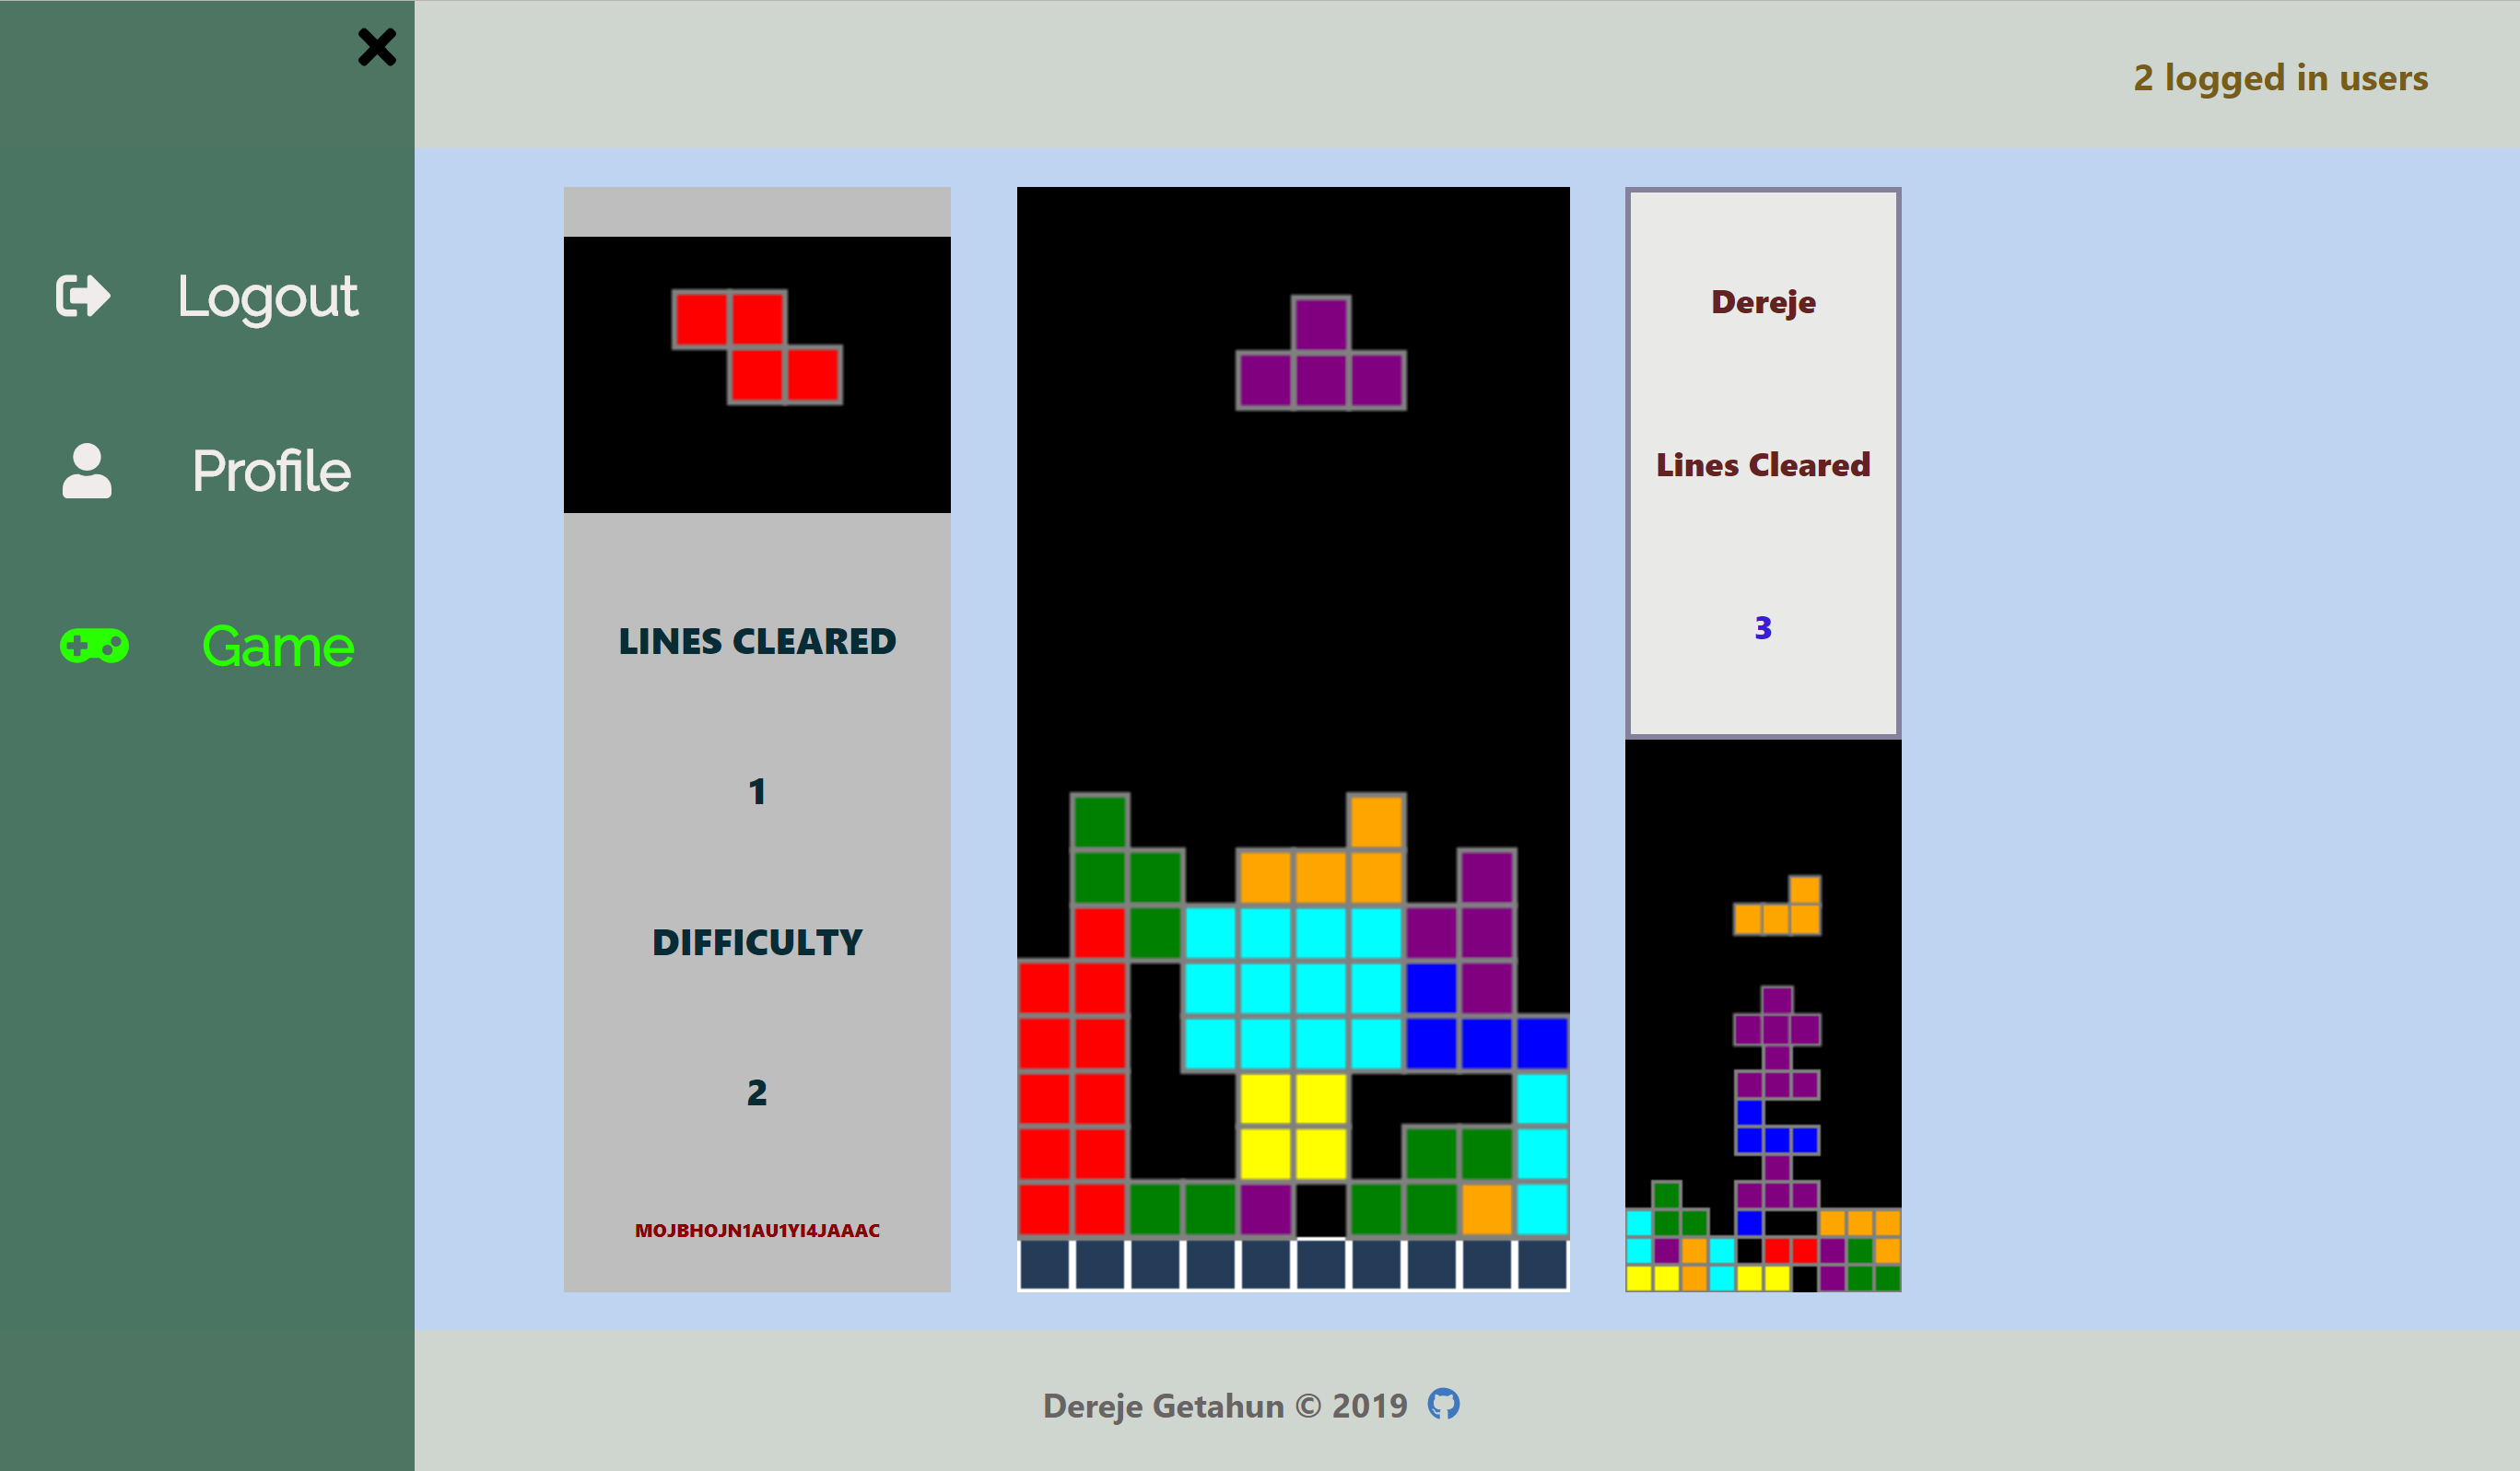 2 logged in users
Logout
Profile
Game
LINES CLEARED
1
DIFFICULTY
2
MOJBHOJN1AU1YI4JAAAC
Dereje
Lines Cleared
3
Dereje Getahun © 2019